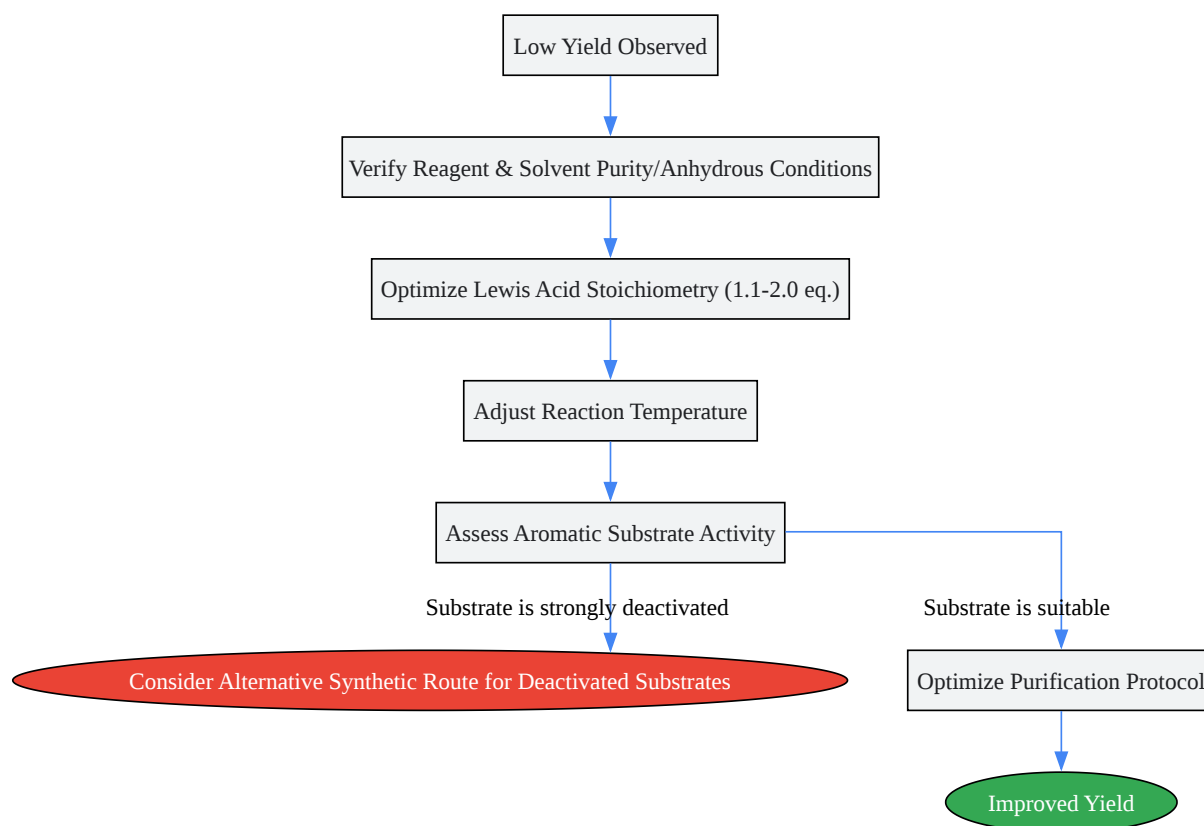 Low Yield Observed
Verify Reagent & Solvent Purity/Anhydrous Conditions
Optimize Lewis Acid Stoichiometry (1.1-2.0 eq.)
Adjust Reaction Temperature
Assess Aromatic Substrate Activity
Substrate is strongly deactivated
Substrate is suitable
Consider Alternative Synthetic Route for Deactivated Substrates
Optimize Purification Protocol
Improved Yield